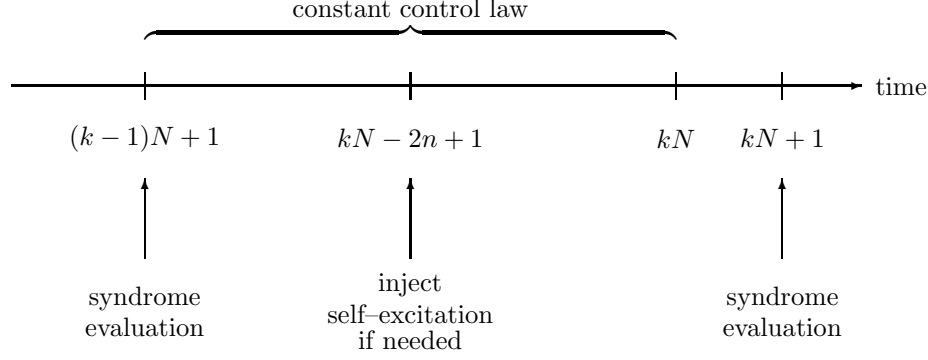 constant control law
time
(k − 1)N + 1
kN − 2n + 1
kN
kN + 1
syndrome
evaluation
inject
self–excitation
if needed
syndrome
evaluation